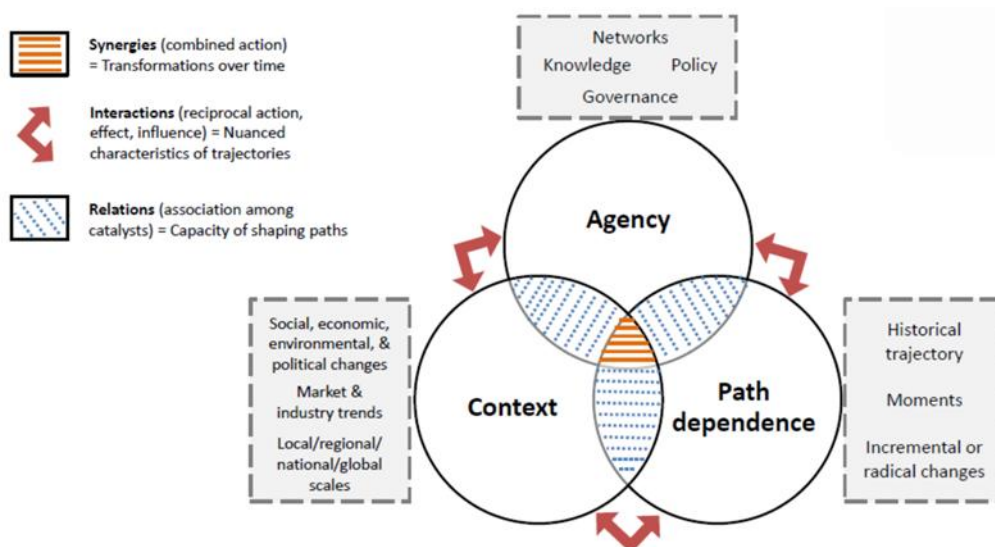 Synergies (combined action)
= Transformations over time
Interactions (reciprocal action,
effect, influence) = Nuanced
characteristics of trajectories
Relations (association among
catalysts) = Capacity of shaping paths
Networks
Knowledge Policy
Governance
Agency
Social, economic,
environmental, &
political changes
Market &
industry trends
Local/regional/
national/global
scales
Context
Path
dependence
Historical
trajectory
Moments
Incremental or
radical changes